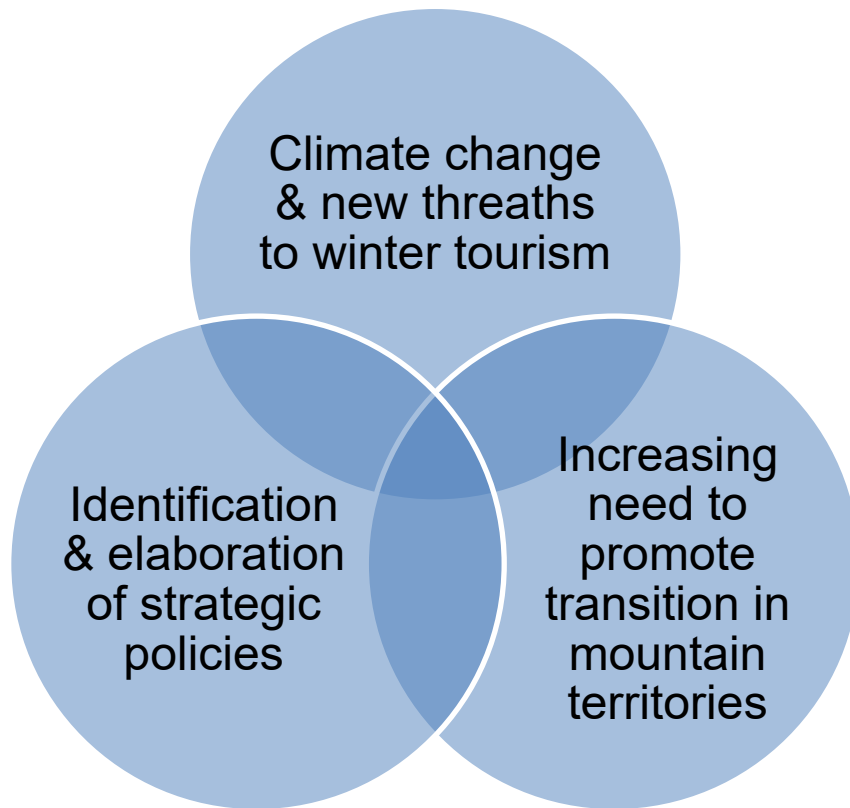 Climate change
& new threaths
to winter tourism
Identification
& elaboration
of strategic
policies
Increasing
need to
promote
transition in
mountain
territories